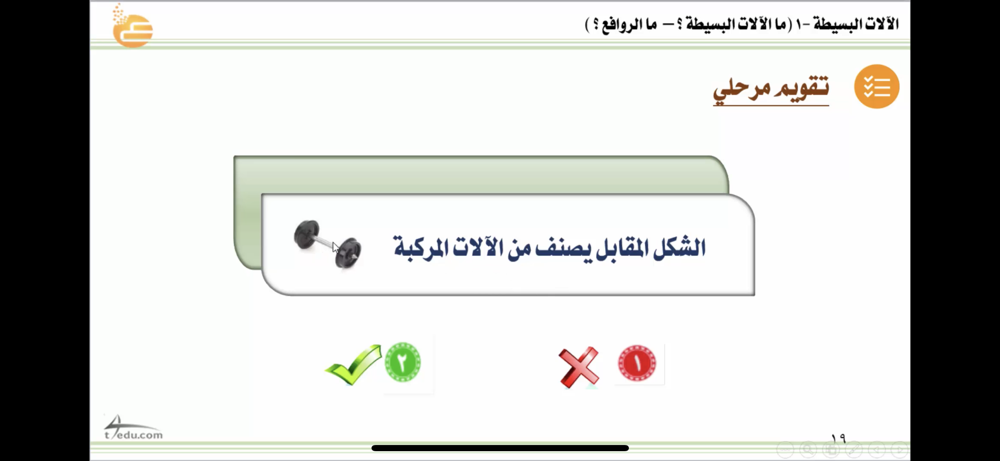 الآلات البسيطة -١ (ما الآلات البسيطة ؟ – ما الروافع ؟ )
تقويم مرحلي
الشكل المقابل يصنف من الآلات المركبة
١
٢
t4edu.com
١٩